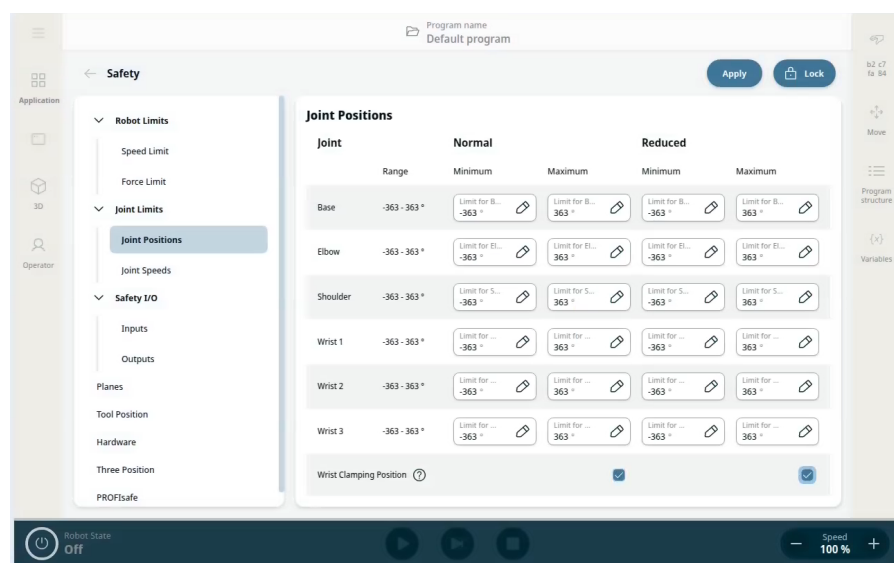 Program name
Default program
b2 c7
fa 84
Safety
Apply
Lock
Application
3D
Operator
Move
Program structure
{x}
Variables
Robot Limits
Speed Limit
Force Limit
Joint Limits
Joint Positions
Joint Speeds
Safety I/O
Inputs
Outputs
Planes
Tool Position
Hardware
Three Position
PROFIsafe
Joint Positions
Joint Normal Reduced
Range Minimum Maximum Minimum Maximum
Limit for B... Limit for B... Limit for B... Limit for B...
Base -363 - 363 ° -363 ° 363 ° -363 ° 363 °
Limit for El... Limit for El... Limit for El... Limit for El...
Elbow -363 - 363 ° -363 ° 363 ° -363 ° 363 °
Limit for S... Limit for S... Limit for S... Limit for S...
Shoulder -363 - 363 ° -363 ° 363 ° -363 ° 363 °
Limit for ... Limit for ... Limit for ... Limit for ...
Wrist 1 -363 - 363 ° -363 ° 363 ° -363 ° 363 °
Limit for ... Limit for ... Limit for ... Limit for ...
Wrist 2 -363 - 363 ° -363 ° 363 ° -363 ° 363 °
Limit for ... Limit for ... Limit for ... Limit for ...
Wrist 3 -363 - 363 ° -363 ° 363 ° -363 ° 363 °
Wrist Clamping Position ?
Robot State
Off
Speed
100 %